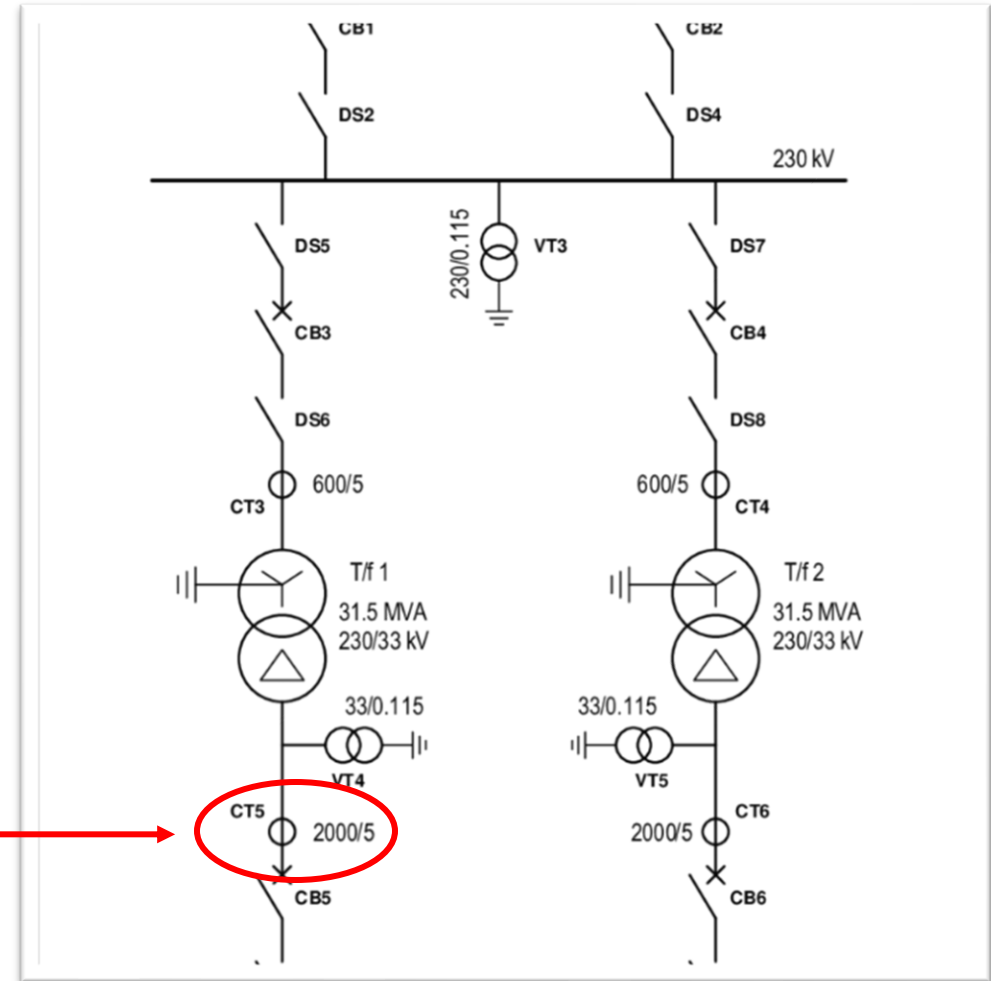 CB1
CB2
DS2
DS4
230 kV
230/0.115
VT3
DS5
DS7
CB3
CB4
DS6
DS8
600/5
600/5
CT3
CT4
T/f 1
T/f 2
31.5 MVA
31.5 MVA
230/33 kV
230/33 kV
33/0.115
33/0.115
VT4
VT5
CT5
CT6
2000/5
2000/5
CB5
CB6